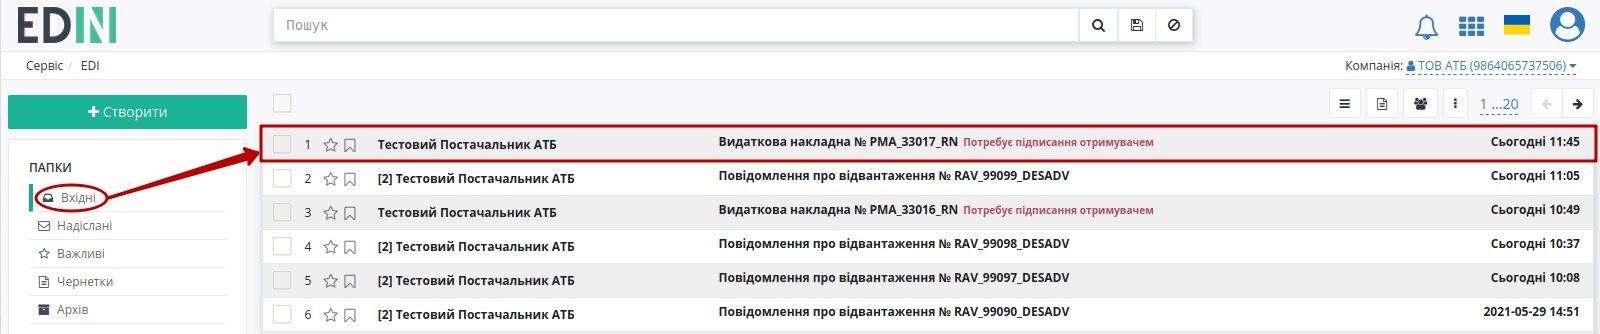 EDIN
Пошук
Сервіс / EDI
Компанія: ТОВ АТБ (9864065737506)
Створити
1 ...20
ПАПКИ
Вхідні
Надіслані
Важливі
Чернетки
Архів
1 Тестовий Постачальник АТБ Видаткова накладна № PMA_33017_RN Потребує підписання отримувачем Сьогодні 11:45
2 [2] Тестовий Постачальник АТБ Повідомлення про відвантаження № RAV_99099_DESADV Сьогодні 11:05
3 Тестовий Постачальник АТБ Видаткова накладна № PMA_33016_RN Потребує підписання отримувачем Сьогодні 10:49
4 [2] Тестовий Постачальник АТБ Повідомлення про відвантаження № RAV_99098_DESADV Сьогодні 10:37
5 [2] Тестовий Постачальник АТБ Повідомлення про відвантаження № RAV_99097_DESADV Сьогодні 10:08
6 [2] Тестовий Постачальник АТБ Повідомлення про відвантаження № RAV_99090_DESADV 2021-05-29 14:51